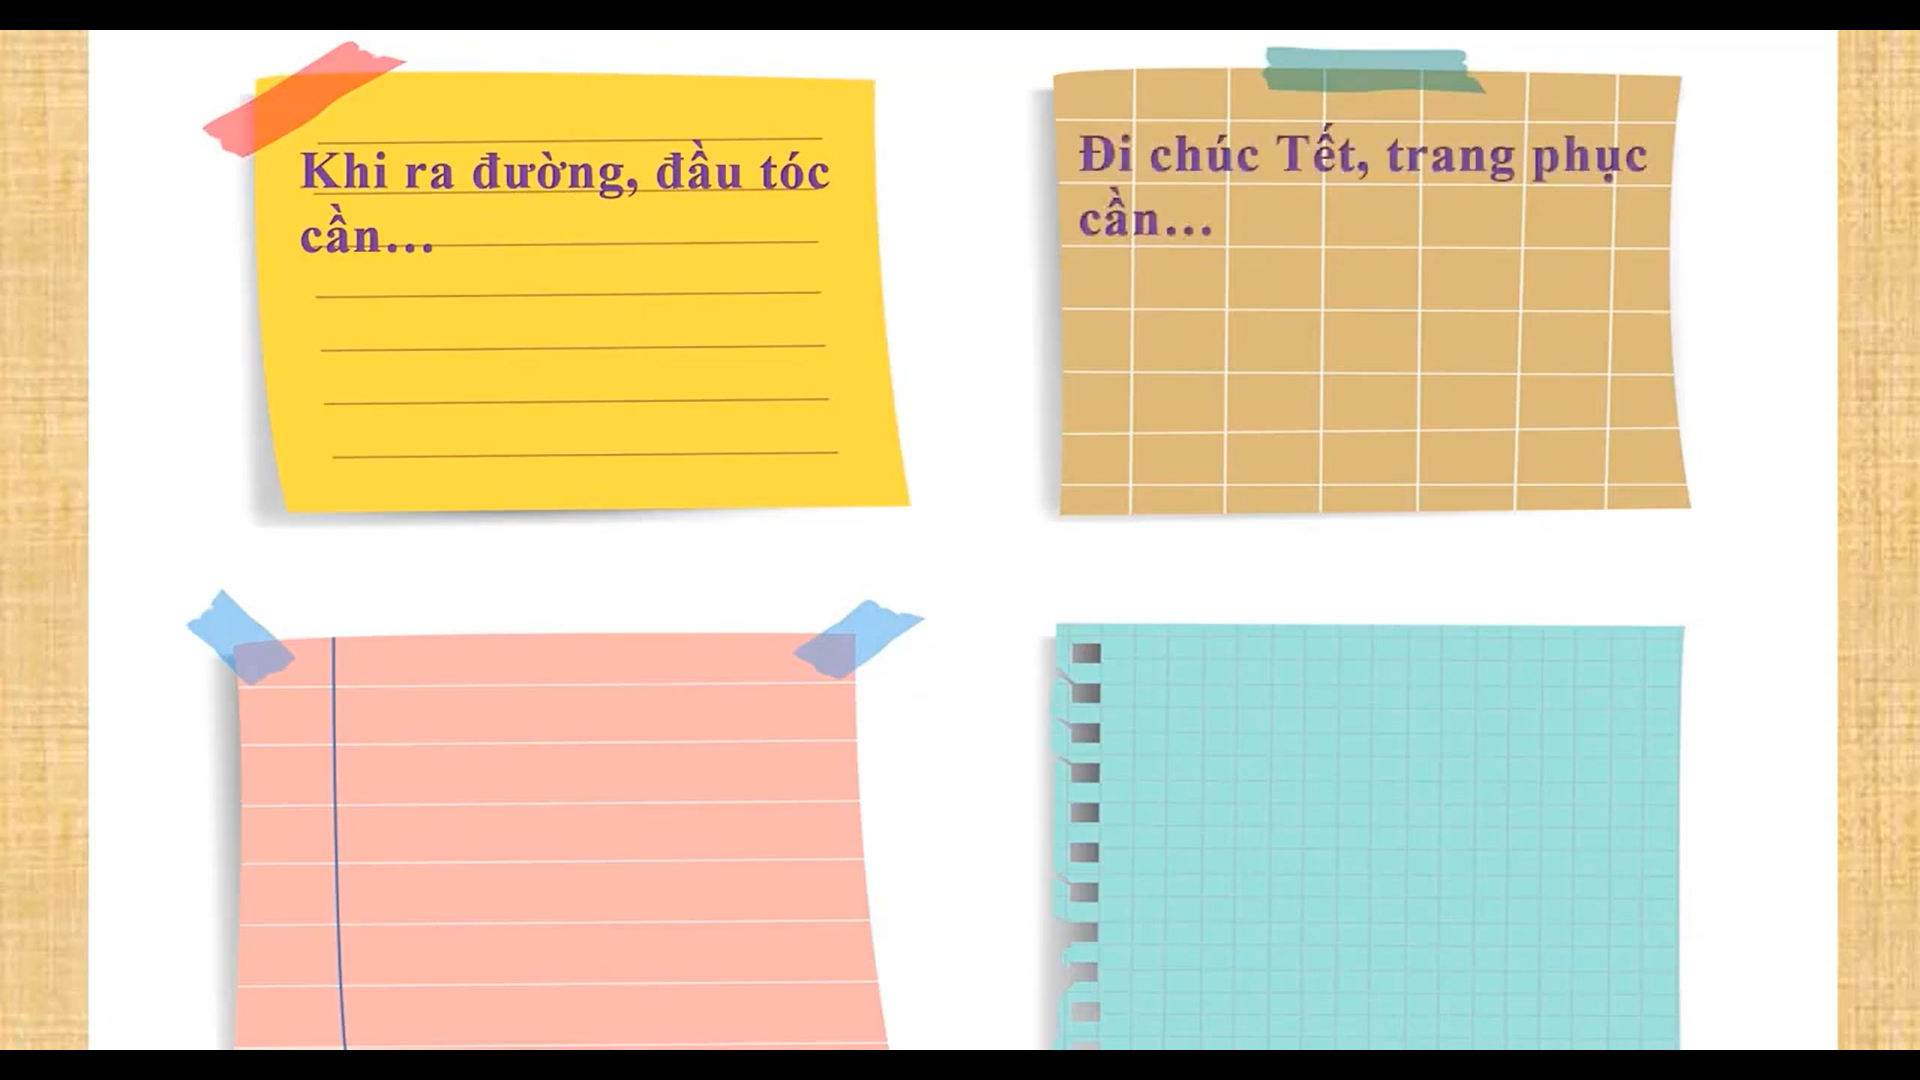 Khi ra đường, đầu tóc
cần...
Đi chúc Tết, trang phục
cần...